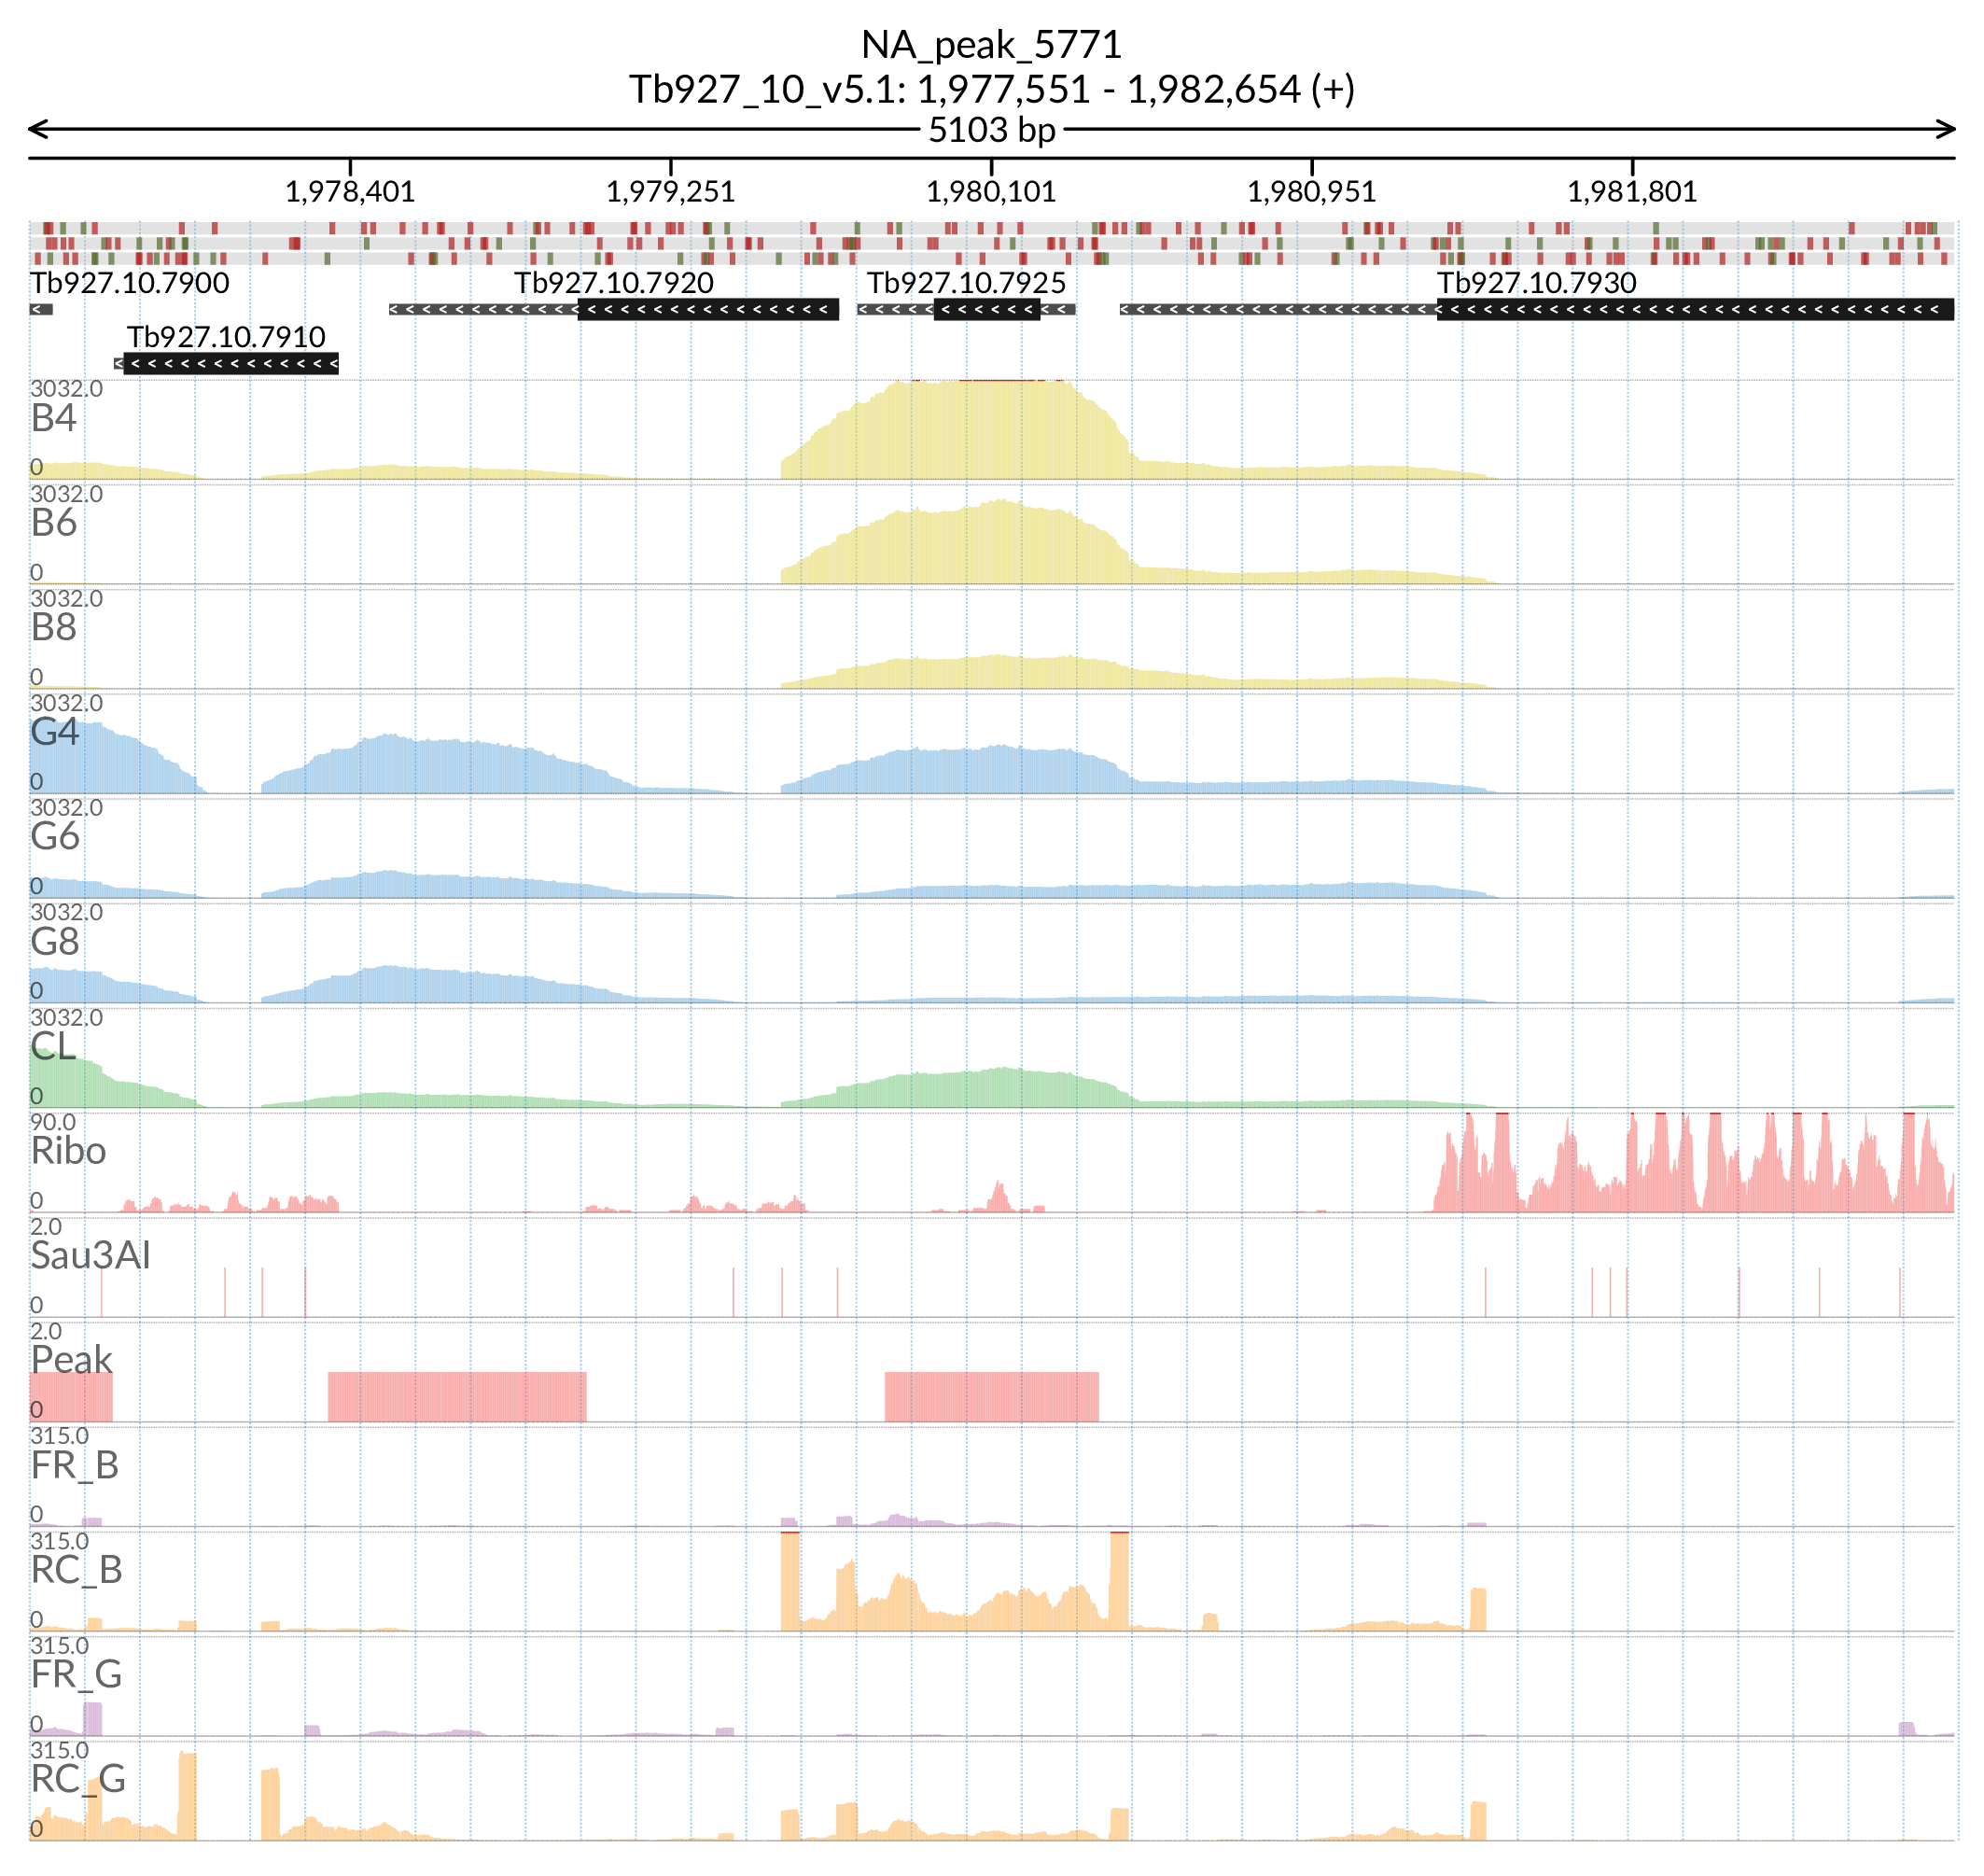 NA_peak_5771
Tb927_10_v5.1: 1,977,551 - 1,982,654 (+)
5103 bp
1,978,401 1,979,251 1,980,101 1,980,951 1,981,801
Tb927.10.7900 Tb927.10.7920 Tb927.10.7925 Tb927.10.7930
Tb927.10.7910
3032.0
B4
0
3032.0
B6
0
3032.0
B8
0
3032.0
G4
0
3032.0
G6
0
3032.0
G8
0
3032.0
CL
0
90.0
Ribo
0
2.0
Sau3AI
0
2.0
Peak
0
315.0
FR_B
0
315.0
RC_B
0
315.0
FR_G
0
315.0
RC_G
0